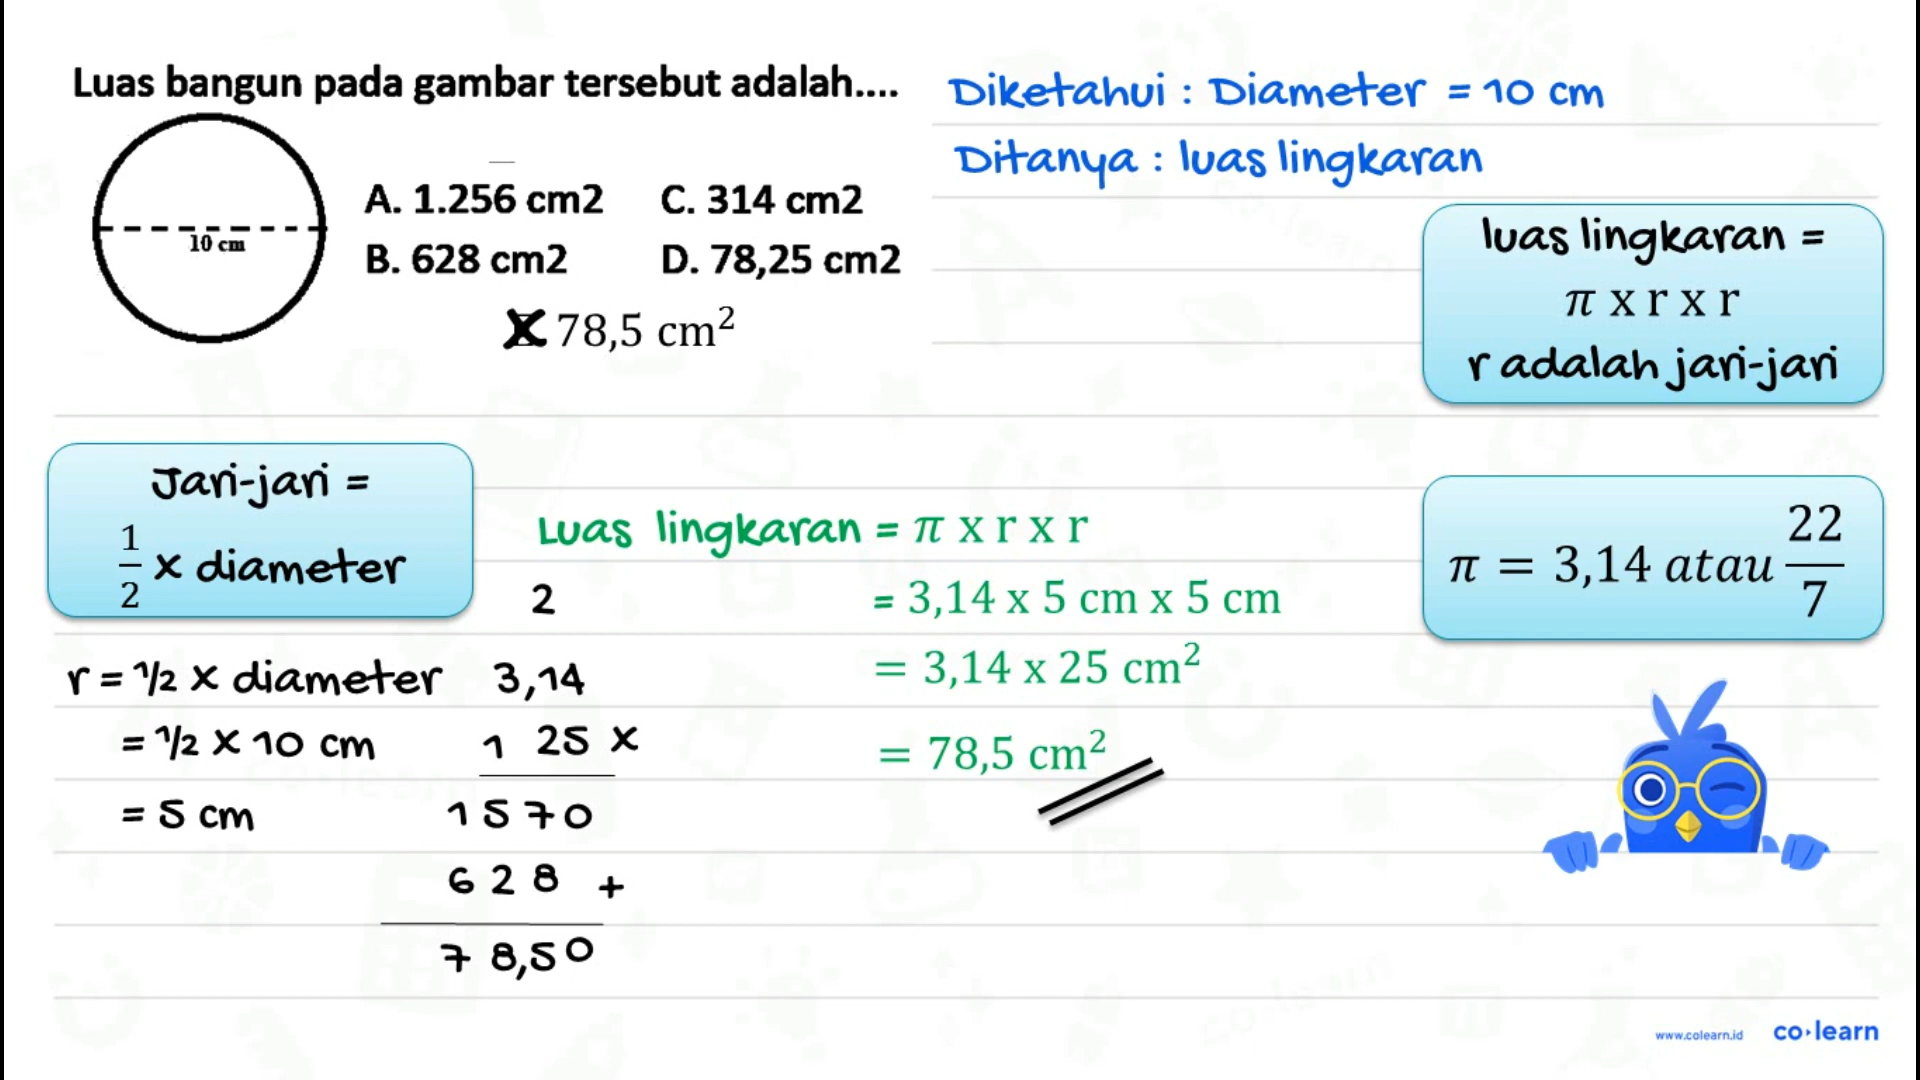 Luas bangun pada gambar tersebut adalah....
10 cm
A. 1.256 cm2
C. 314 cm2
B. 628 cm2
D. 78,25 cm2
78,5 cm²
Diketahui : Diameter = 10 cm
Ditanya : luas lingkaran
luas lingkaran =
π x r x r
r adalah jari-jari
Jari-jari =
1/2 x diameter
r = 1/2 x diameter
= 1/2 x 10 cm
= 5 cm
2
3,14
1 25 x
1570
628 +
78,50
Luas lingkaran = π x r x r
= 3,14 x 5 cm x 5 cm
= 3,14 x 25 cm²
= 78,5 cm²
π = 3,14 atau 22/7
www.colearn.id
co·learn